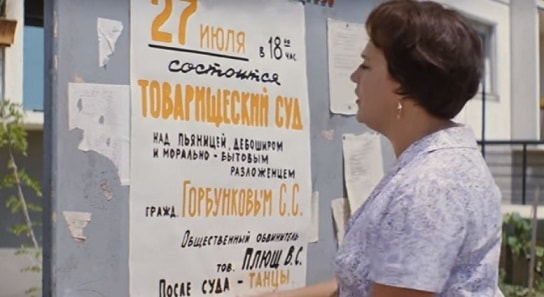 27 ИЮЛЯ В 18 00 ЧАС.
состоится
ТОВАРИЩЕСКИЙ СУД
НАД ПЬЯНИЦЕЙ, ДЕБОШИРОМ
И МОРАЛЬНО-БЫТОВЫМ
РАЗЛОЖЕНЦЕМ
ГРАЖД. ГОРБУНКОВЫМ С.С.
ОБЩЕСТВЕННЫЙ ОБВИНИТЕЛЬ
ТОВ. ПЛЮЩ В.С.
ПОСЛЕ СУДА - ТАНЦЫ